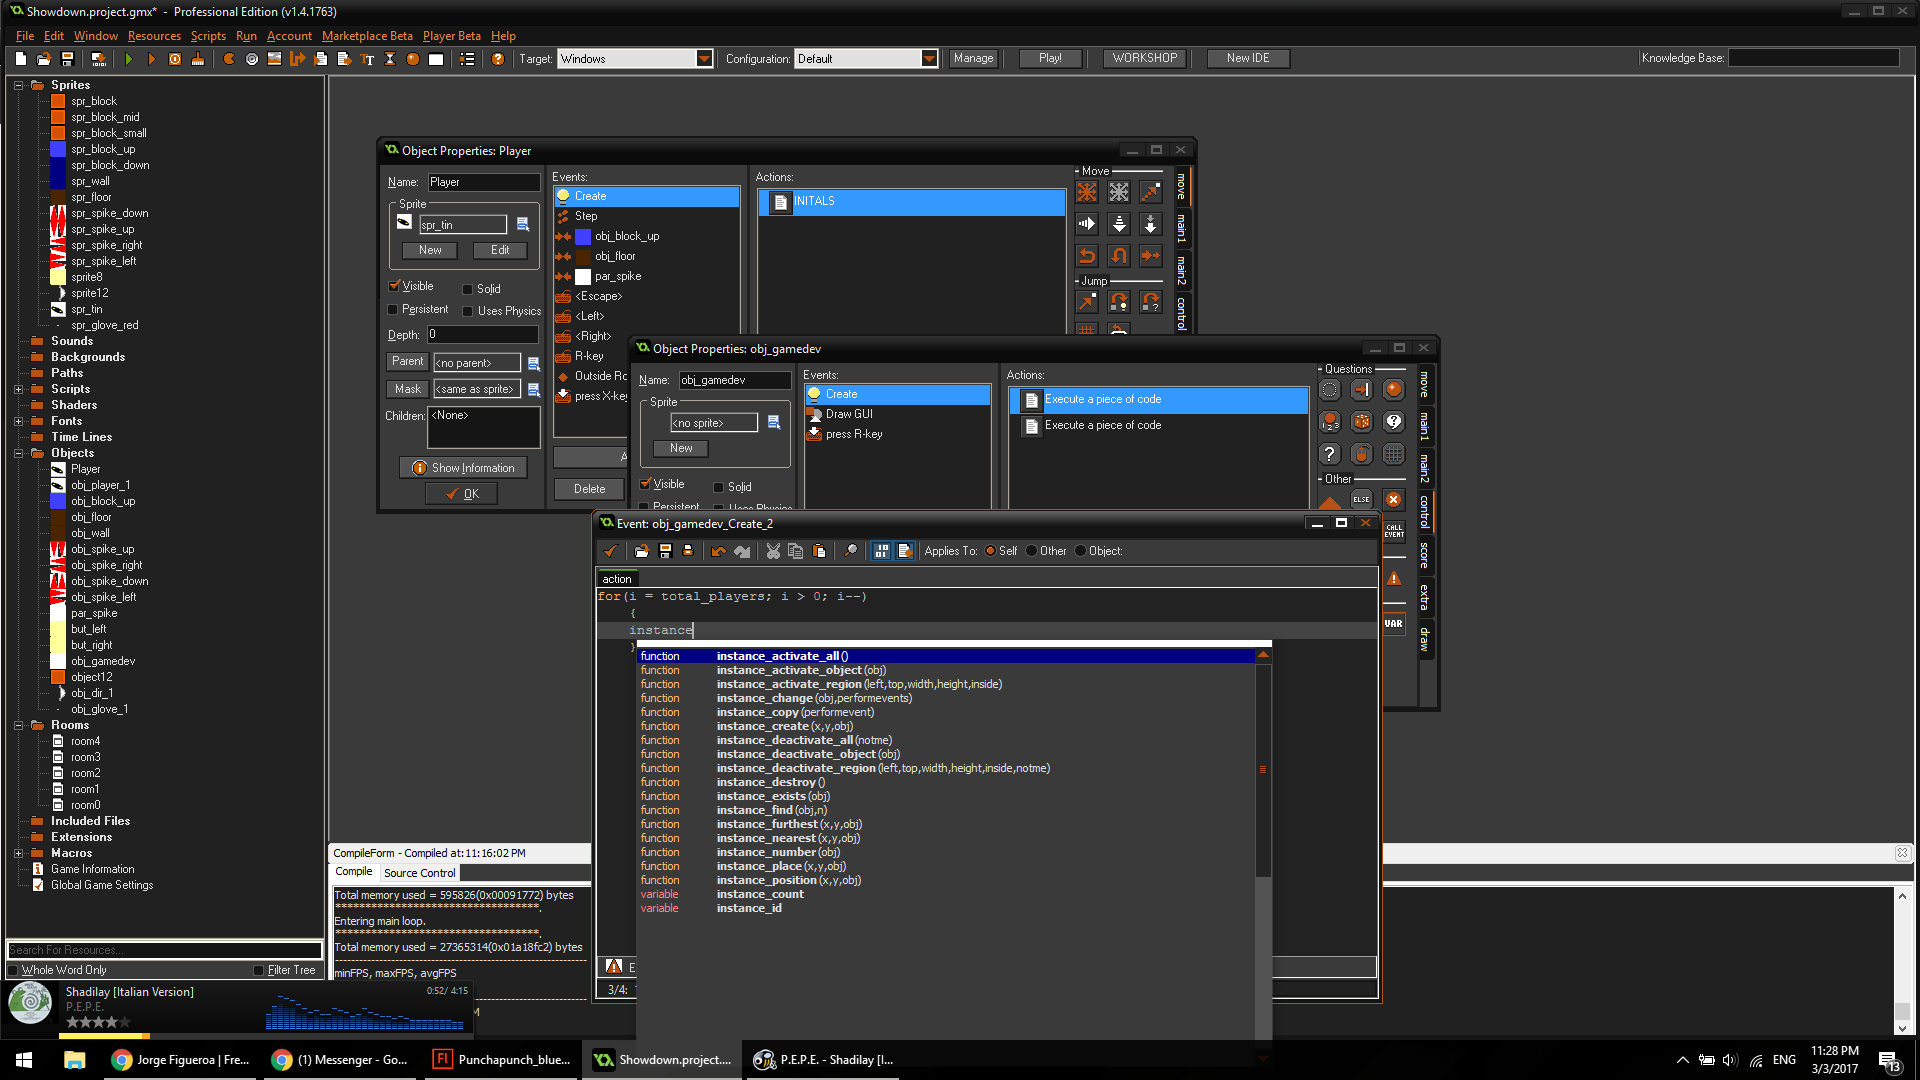 Showdown.project.gmx* - Professional Edition (v1.4.1763)
File Edit Window Resources Scripts Run Account Marketplace Beta Player Beta Help
Target: Windows Configuration: Default Manage Play! WORKSHOP New IDE Knowledge Base:
Sprites
spr_block
spr_block_mid
spr_block_small
spr_block_up
spr_block_down
spr_wall
spr_floor
spr_spike_down
spr_spike_up
spr_spike_right
spr_spike_left
sprite8
sprite12
spr_tin
spr_glove_red
Sounds
Backgrounds
Paths
Scripts
Shaders
Fonts
Time Lines
Objects
Player
obj_player_1
obj_block_up
obj_floor
obj_wall
obj_spike_up
obj_spike_right
obj_spike_down
obj_spike_left
par_spike
but_left
but_right
obj_gamedev
object12
obj_dir_1
obj_glove_1
Rooms
room4
room3
room2
room1
room0
Included Files
Extensions
Macros
Game Information
Global Game Settings
Search For Resources...
Whole Word Only Filter Tree
Object Properties: Player
Name: Player
Sprite
spr_tin
New Edit
Visible Solid
Persistent Uses Physics
Depth: 0
Parent <no parent>
Mask <same as sprite>
Children: <None>
Show Information
OK
Events:
Create
Step
obj_block_up
obj_floor
par_spike
<Escape>
<Left>
<Right>
R-key
Outside Ro
press X-key
A
Delete
Actions:
INITALS
Move
Jump
move
main1
main2
control
Object Properties: obj_gamedev
Name: obj_gamedev
Sprite
<no sprite>
New
Visible Solid
Persistent Uses Physics
Events:
Create
Draw GUI
press R-key
Actions:
Execute a piece of code
Execute a piece of code
Questions
Other
ELSE
CALL EVENT
VAR
move
main1
main2
control
score
extra
draw
Event: obj_gamedev_Create_2
Applies To: Self Other Object:
action
for(i = total_players; i > 0; i--)
{
instance
}
function instance_activate_all()
function instance_activate_object(obj)
function instance_activate_region(left,top,width,height,inside)
function instance_change(obj,performevents)
function instance_copy(performevent)
function instance_create(x,y,obj)
function instance_deactivate_all(notme)
function instance_deactivate_object(obj)
function instance_deactivate_region(left,top,width,height,inside,notme)
function instance_destroy()
function instance_exists(obj)
function instance_find(obj,n)
function instance_furthest(x,y,obj)
function instance_nearest(x,y,obj)
function instance_number(obj)
function instance_place(x,y,obj)
function instance_position(x,y,obj)
variable instance_count
variable instance_id
E
3/4:
CompileForm - Compiled at:11:16:02 PM
Compile Source Control
Total memory used = 595826(0x00091772) bytes
Entering main loop.
Total memory used = 27365314(0x01a18fc2) bytes
minFPS, maxFPS, avgFPS
M
Shadilay [Italian Version] 0:52/ 4:15
P.E.P.E.
Jorge Figueroa | Fre...
(1) Messenger - Go...
Punchapunch_blue...
Showdown.project....
P.E.P.E. - Shadilay [I...
ENG
11:28 PM
3/3/2017
13